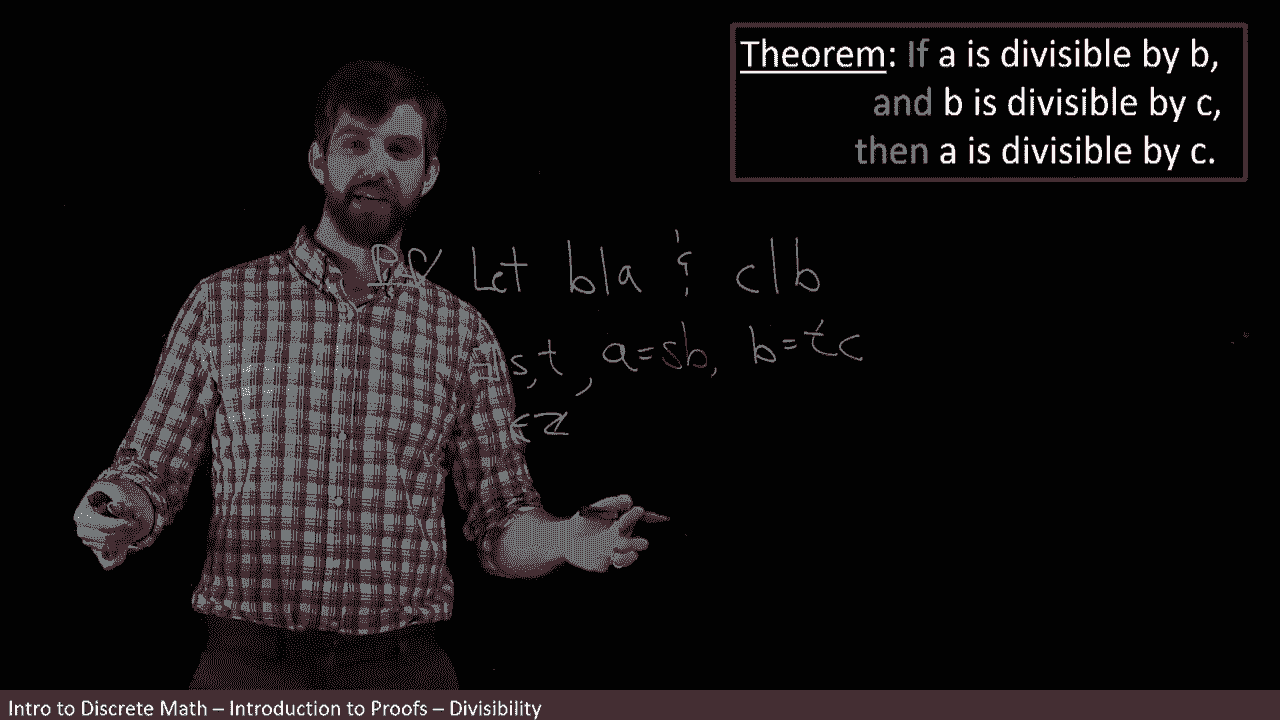 Theorem: If a is divisible by b,
and b is divisible by c,
then a is divisible by c.
Pf/ Let b|a & c|b
∃ s,t, a=sb, b=tc
∈ℤ
Intro to Discrete Math – Introduction to Proofs – Divisibility